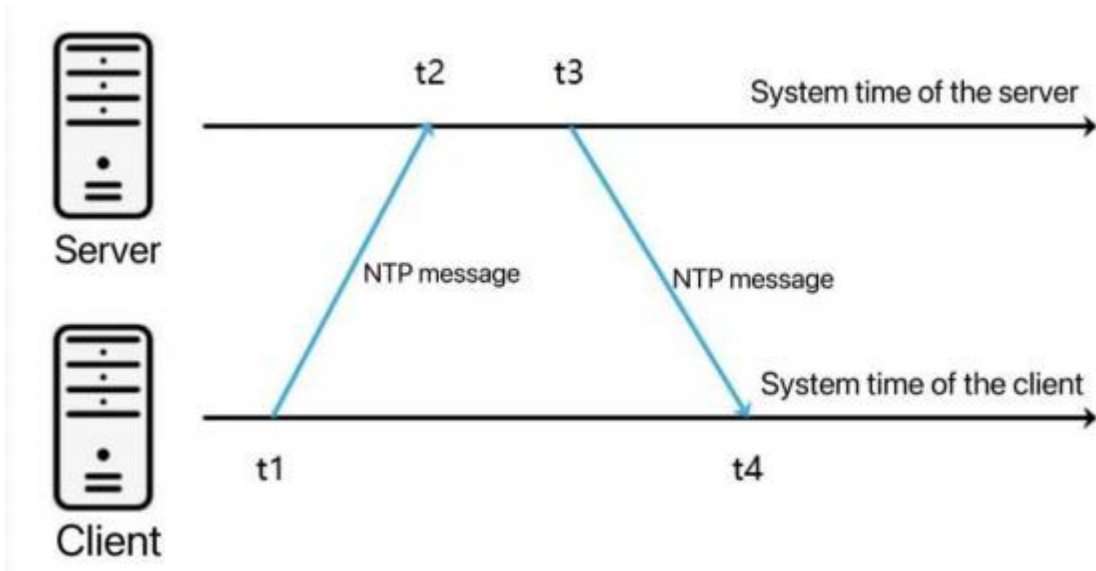 t2
t3
System time of the server
Server
NTP message
NTP message
System time of the client
t1
t4
Client